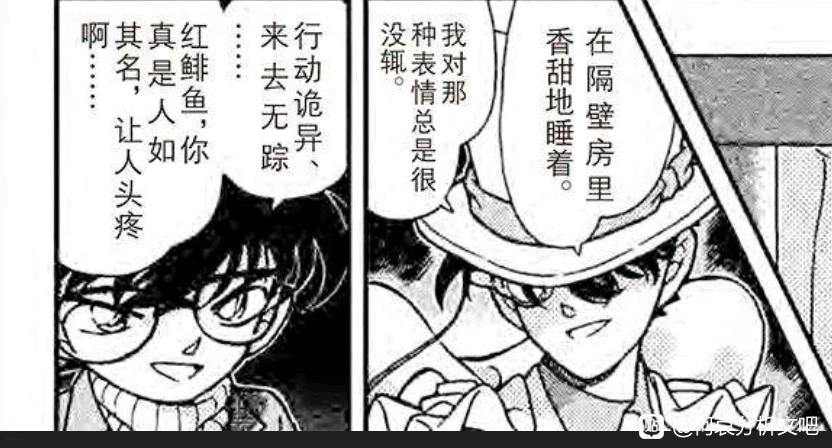 在隔壁房里
香甜地睡着。
我对那
种表情总是很
没辄。
行动诡异、
来去无踪
……
红鲱鱼,你
真是人如
其名，让人头疼
啊……